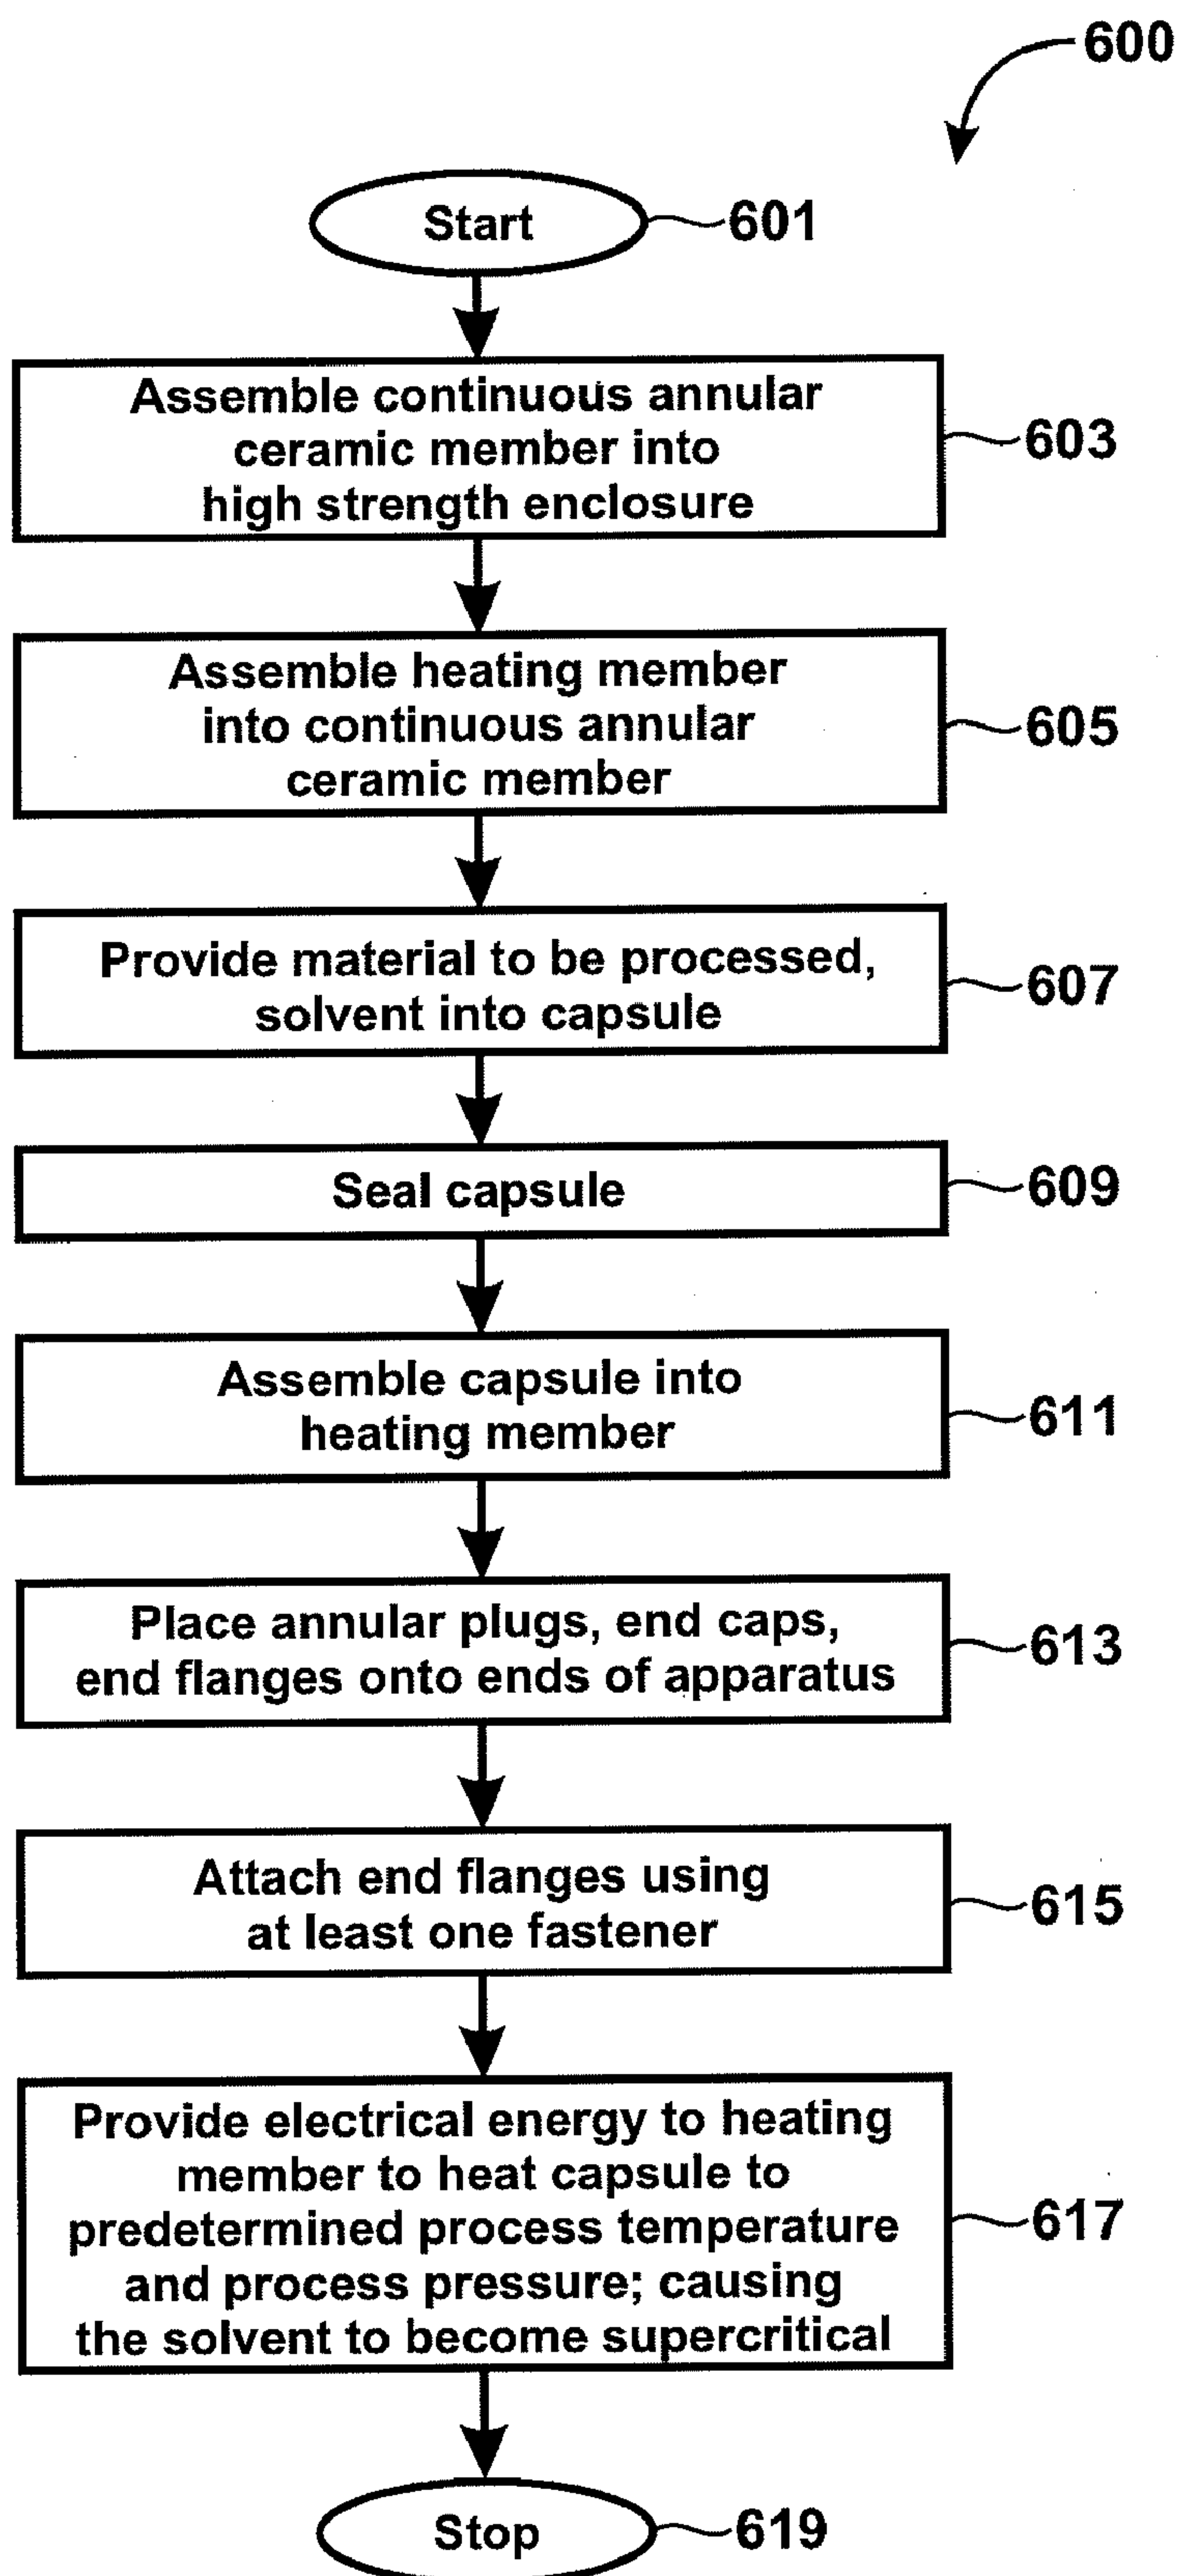 600
Start
601
Assemble continuous annular
ceramic member into
high strength enclosure
603
Assemble heating member
into continuous annular
ceramic member
605
Provide material to be processed,
solvent into capsule
607
Seal capsule
609
Assemble capsule into
heating member
611
Place annular plugs, end caps,
end flanges onto ends of apparatus
613
Attach end flanges using
at least one fastener
615
Provide electrical energy to heating
member to heat capsule to
predetermined process temperature
and process pressure; causing
the solvent to become supercritical
617
Stop
619